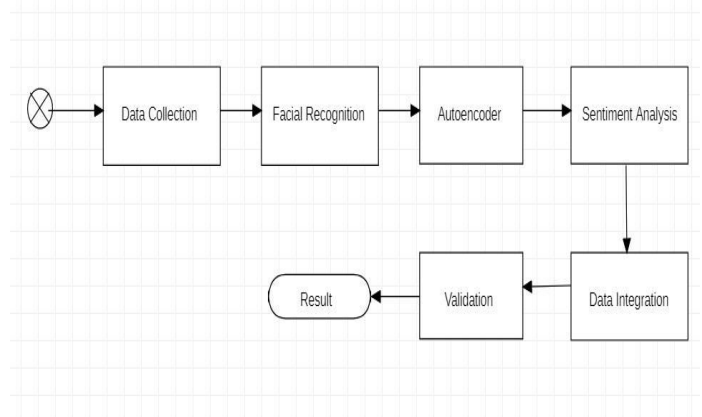 Data Collection
Facial Recognition
Autoencoder
Sentiment Analysis
Result
Validation
Data Integration